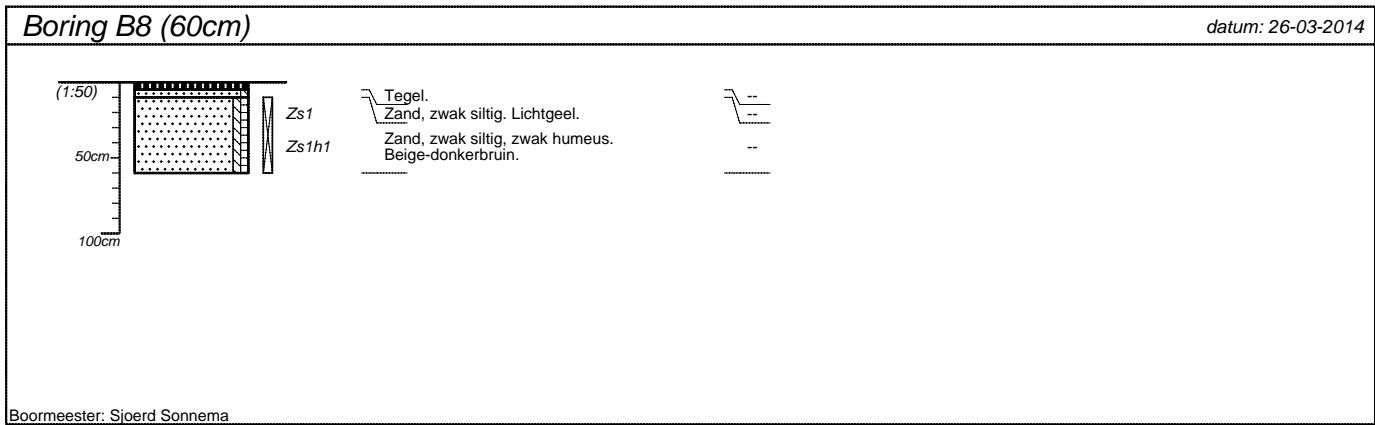 Boring B8 (60cm)
datum: 26-03-2014
(1:50)
Tegel.
--
Zs1
Zand, zwak siltig. Lichtgeel.
--
Zs1h1
Zand, zwak siltig, zwak humeus.
Beige-donkerbruin.
--
50cm
100cm
Boormeester: Sjoerd Sonnema